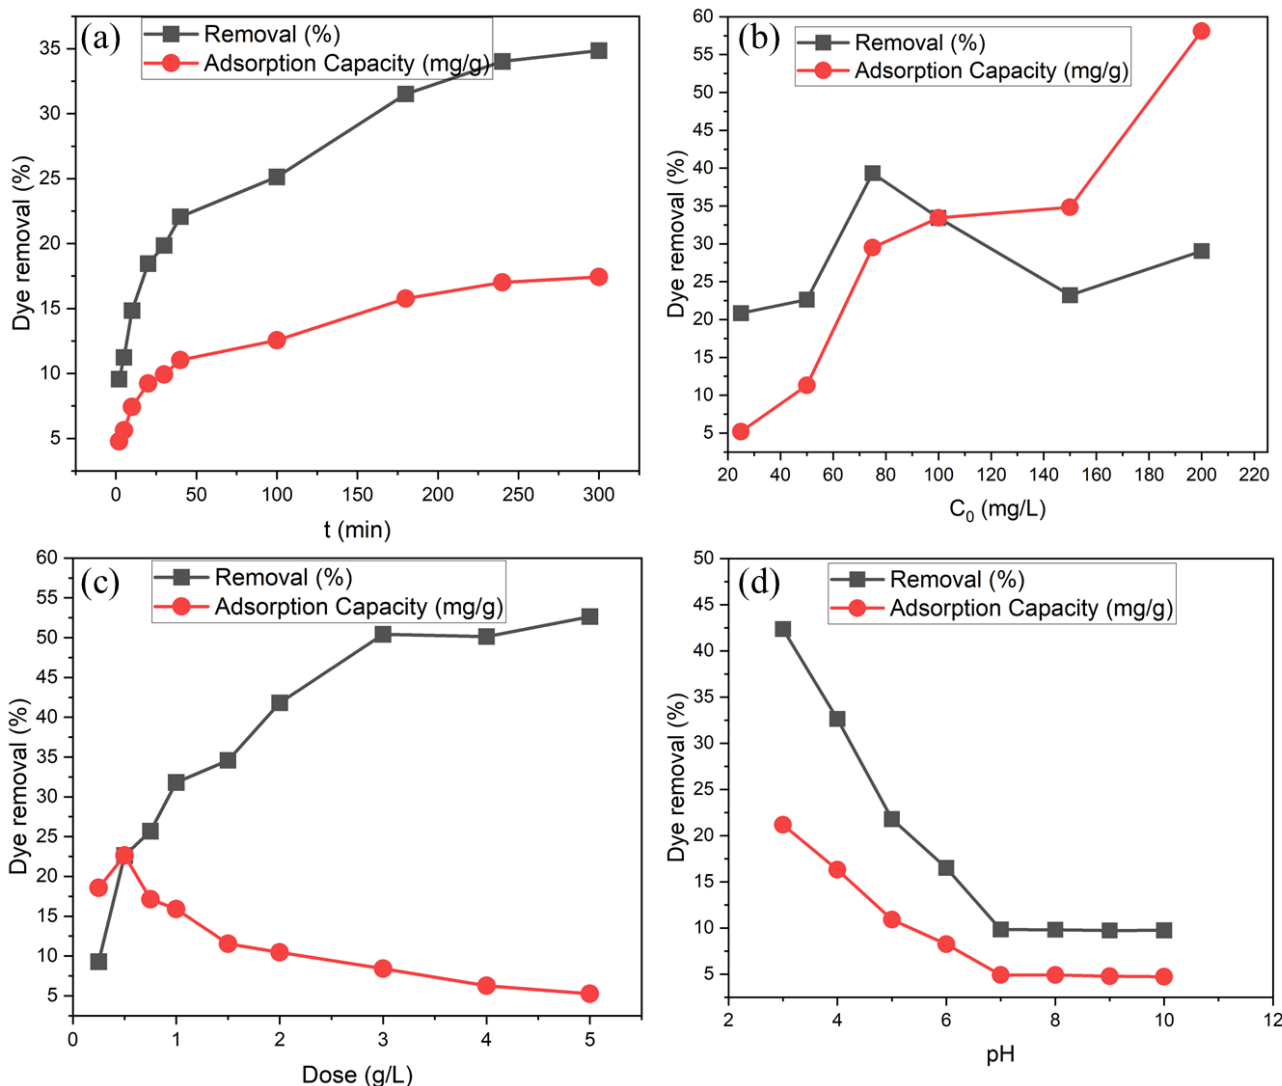 (a)
Removal (%)
Adsorption Capacity (mg/g)
Dye removal (%)
35
30
25
20
15
10
5
0 50 100 150 200 250 300
t (min)
(b)
Removal (%)
Adsorption Capacity (mg/g)
Dye removal (%)
60
55
50
45
40
35
30
25
20
15
10
5
20 40 60 80 100 120 140 160 180 200 220
C₀ (mg/L)
(c)
Removal (%)
Adsorption Capacity (mg/g)
Dye removal (%)
60
55
50
45
40
35
30
25
20
15
10
5
0 1 2 3 4 5
Dose (g/L)
(d)
Removal (%)
Adsorption Capacity (mg/g)
Dye removal (%)
50
45
40
35
30
25
20
15
10
5
2 4 6 8 10 12
pH